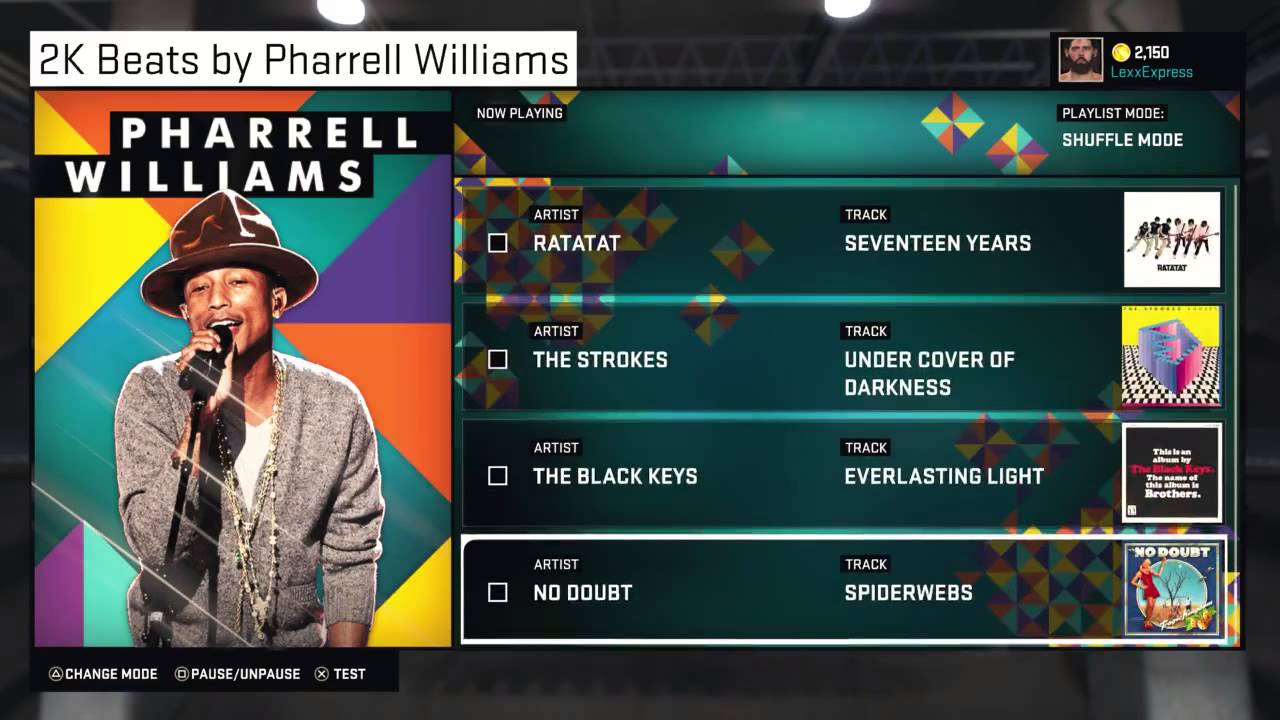 2K Beats by Pharrell Williams
2,150
LexxExpress
PHARRELL
WILLIAMS
NOW PLAYING
PLAYLIST MODE:
SHUFFLE MODE
ARTIST
RATATAT
TRACK
SEVENTEEN YEARS
RATATAT
ARTIST
THE STROKES
TRACK
UNDER COVER OF
DARKNESS
THE STROKES ANGLES
ARTIST
THE BLACK KEYS
TRACK
EVERLASTING LIGHT
This is an
album by
The Black Keys.
The name of
this album is
Brothers.
ARTIST
NO DOUBT
TRACK
SPIDERWEBS
NO DOUBT
CHANGE MODE
PAUSE/UNPAUSE
TEST